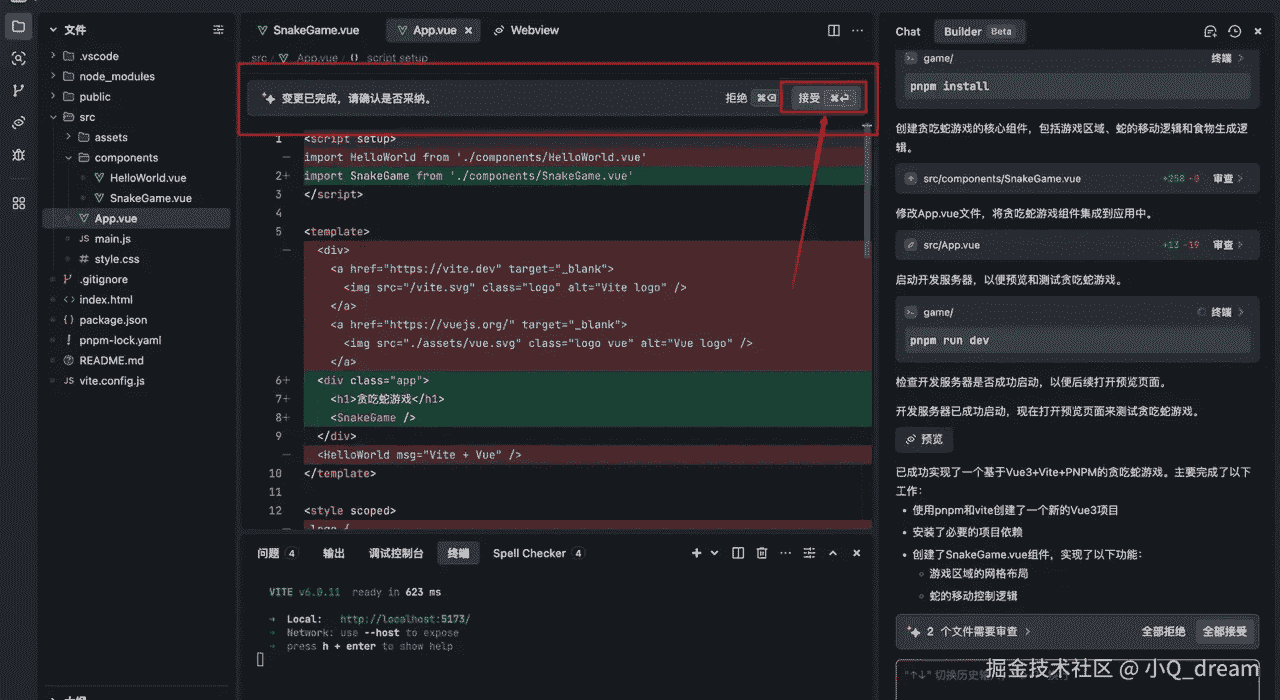 文件
.vscode
node_modules
public
src
assets
components
HelloWorld.vue
SnakeGame.vue
App.vue
JS main.js
# style.css
.gitignore
<> index.html
{} package.json
! pnpm-lock.yaml
README.md
JS vite.config.js
SnakeGame.vue
App.vue ×
Webview
src / App.vue / {} script setup
变更已完成，请确认是否采纳。
拒绝 ⌘⌫
接受 ⌘↵
1 <script setup>
— import HelloWorld from './components/HelloWorld.vue'
2+ import SnakeGame from './components/SnakeGame.vue'
3 </script>
4
5 <template>
— <div>
<a href="https://vite.dev" target="_blank">
<img src="/vite.svg" class="logo" alt="Vite logo" />
</a>
<a href="https://vuejs.org/" target="_blank">
<img src="./assets/vue.svg" class="logo vue" alt="Vue logo" />
</a>
6+ <div class="app">
7+ <h1>贪吃蛇游戏</h1>
8+ <SnakeGame />
9 </div>
— <HelloWorld msg="Vite + Vue" />
10 </template>
11
12 <style scoped>
— .logo {
问题 4 输出 调试控制台 终端 Spell Checker 4
VITE v6.0.11 ready in 623 ms
➜ Local: http://localhost:5173/
➜ Network: use --host to expose
➜ press h + enter to show help
Chat Builder Beta
game/ 终端
pnpm install
创建贪吃蛇游戏的核心组件，包括游戏区域、蛇的移动逻辑和食物生成逻
辑。
src/components/SnakeGame.vue +258 -0 审查
修改App.vue文件，将贪吃蛇游戏组件集成到应用中。
src/App.vue +13 -19 审查
启动开发服务器，以便预览和测试贪吃蛇游戏。
game/ 终端
pnpm run dev
检查开发服务器是否成功启动，以便后续打开预览页面。
开发服务器已成功启动，现在打开预览页面来测试贪吃蛇游戏。
预览
已成功实现了一个基于Vue3+Vite+PNPM的贪吃蛇游戏。主要完成了以下
工作：
• 使用pnpm和vite创建了一个新的Vue3项目
• 安装了必要的项目依赖
• 创建了SnakeGame.vue组件，实现了以下功能：
◦ 游戏区域的网格布局
◦ 蛇的移动控制逻辑
2 个文件需要审查 全部拒绝 全部接受
"↑↓" 切换历史
掘金技术社区 @ 小Q_dream